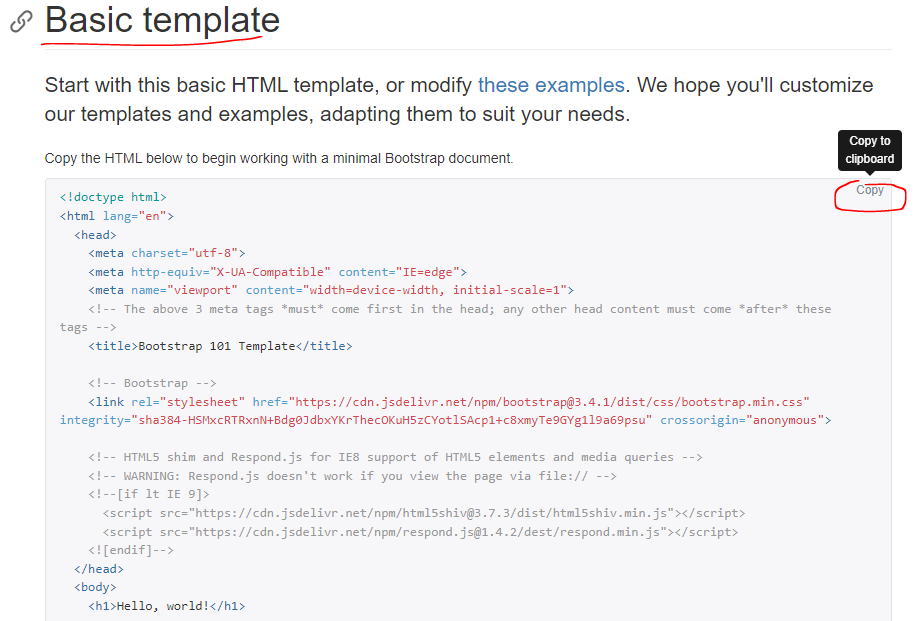 Basic template
Start with this basic HTML template, or modify these examples. We hope you'll customize
our templates and examples, adapting them to suit your needs.
Copy to
clipboard
Copy the HTML below to begin working with a minimal Bootstrap document.
Copy
<!doctype html>
<html lang="en">
  <head>
    <meta charset="utf-8">
    <meta http-equiv="X-UA-Compatible" content="IE=edge">
    <meta name="viewport" content="width=device-width, initial-scale=1">
    <!-- The above 3 meta tags *must* come first in the head; any other head content must come *after* these
tags -->
    <title>Bootstrap 101 Template</title>

    <!-- Bootstrap -->
    <link rel="stylesheet" href="https://cdn.jsdelivr.net/npm/bootstrap@3.4.1/dist/css/bootstrap.min.css"
integrity="sha384-HSMxcRTRxnN+Bdg0JdbxYKrThecOKuH5zCYotlSAcp1+c8xmyTe9GYg1l9a69psu" crossorigin="anonymous">

    <!-- HTML5 shim and Respond.js for IE8 support of HTML5 elements and media queries -->
    <!-- WARNING: Respond.js doesn't work if you view the page via file:// -->
    <!--[if lt IE 9]>
      <script src="https://cdn.jsdelivr.net/npm/html5shiv@3.7.3/dist/html5shiv.min.js"></script>
      <script src="https://cdn.jsdelivr.net/npm/respond.js@1.4.2/dest/respond.min.js"></script>
    <![endif]-->
  </head>
  <body>
    <h1>Hello, world!</h1>